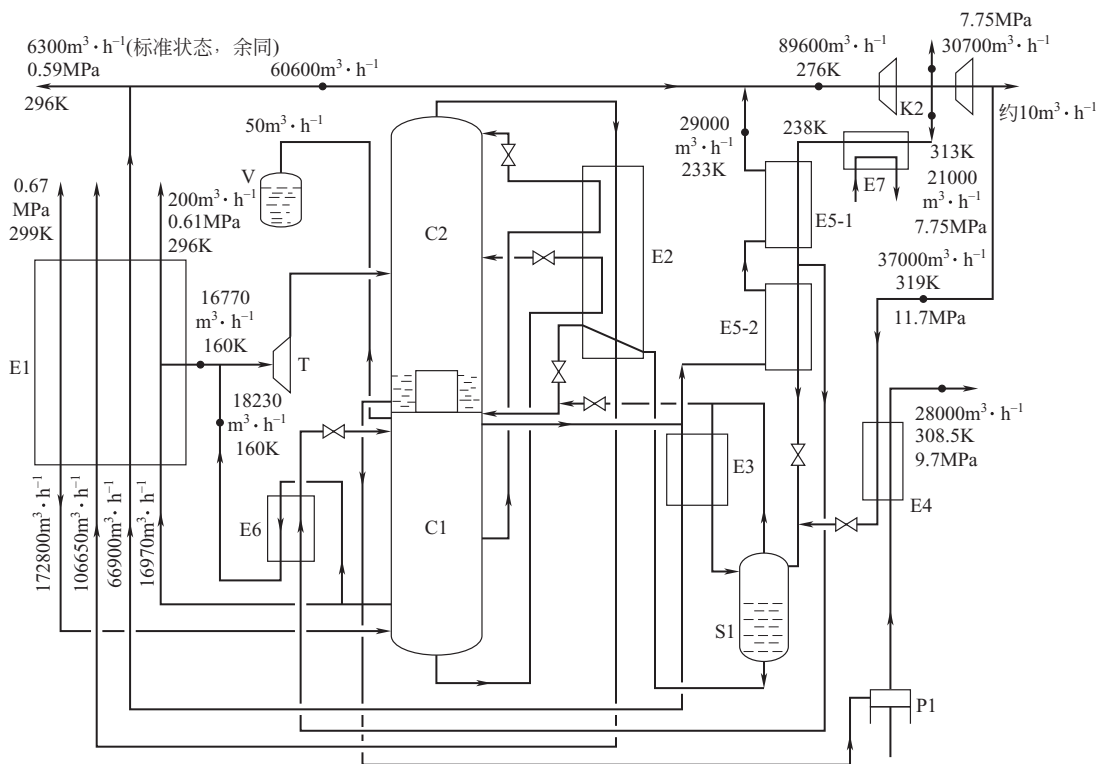 6300m³·h⁻¹(标准状态，余同)
0.59MPa
296K
60600m³·h⁻¹
89600m³·h⁻¹
276K
7.75MPa
30700m³·h⁻¹
K2
约10m³·h⁻¹
50m³·h⁻¹
V
29000
m³·h⁻¹
233K
238K
E7
313K
21000
m³·h⁻¹
7.75MPa
0.67
MPa
299K
200m³·h⁻¹
0.61MPa
296K
C2
E2
E5-1
37000m³·h⁻¹
319K
11.7MPa
16770
m³·h⁻¹
160K
T
E1
E5-2
18230
m³·h⁻¹
160K
28000m³·h⁻¹
308.5K
9.7MPa
E3
E4
E6
C1
172800m³·h⁻¹
106650m³·h⁻¹
66900m³·h⁻¹
16970m³·h⁻¹
S1
P1